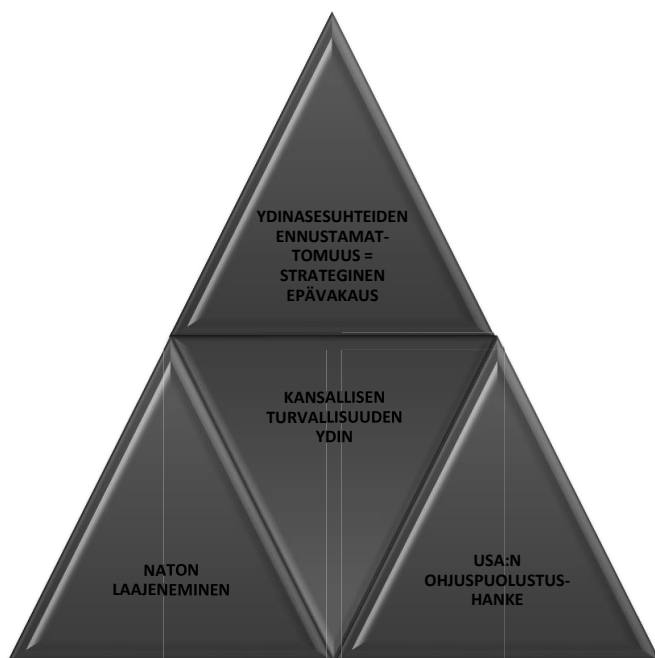 YDINASESUHTEIDEN
ENNUSTAMAT-
TOMUUS =
STRATEGINEN
EPÄVAKAUS
KANSALLISEN
TURVALLISUUDEN
YDIN
NATON
LAAJENEMINEN
USA:N
OHJUSPUOLUSTUS-
HANKE